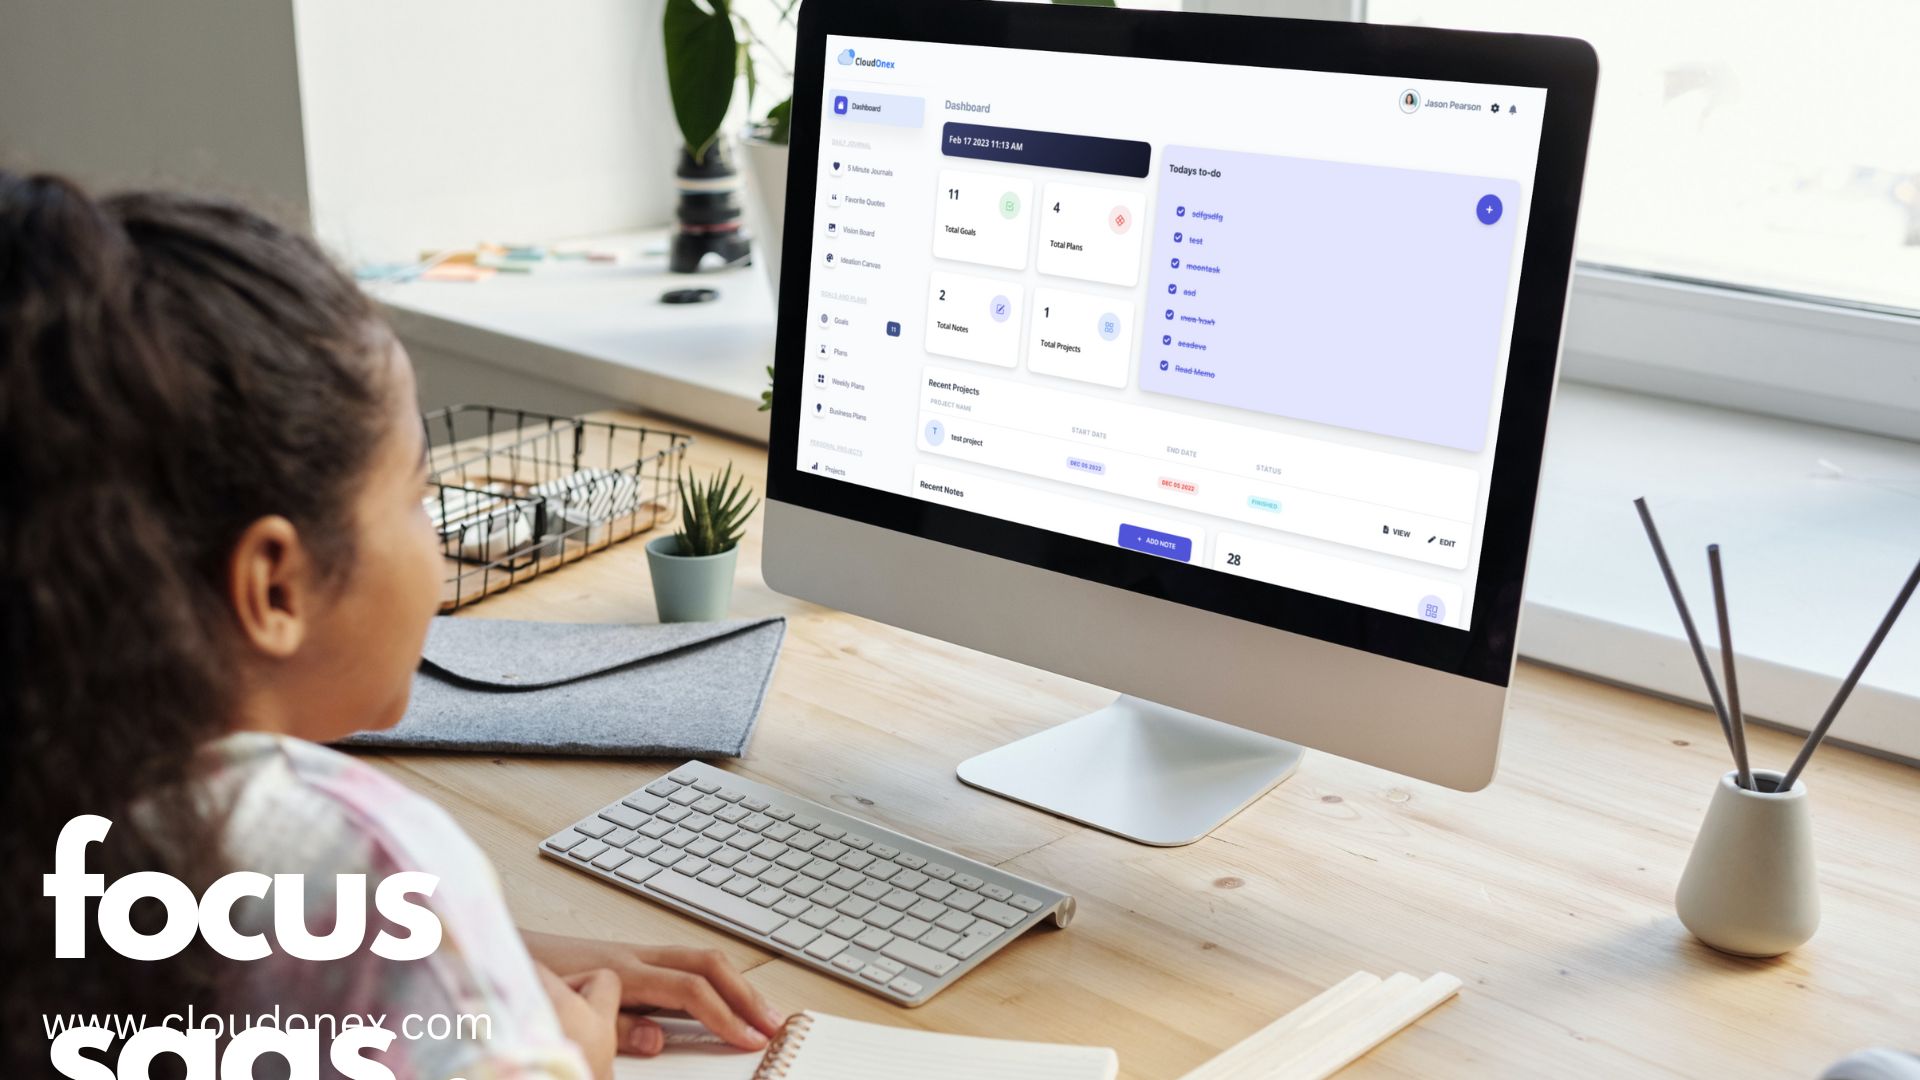 CloudOnex
Jason Pearson
Dashboard
DAILY JOURNAL
5 Minute Journals
Favorite Quotes
Vision Board
Ideation Canvas
GOALS AND PLANS
Goals
11
Plans
Weekly Plans
Business Plans
PERSONAL PROJECTS
Projects
Dashboard
Feb 17 2023 11:13 AM
11
Total Goals
4
Total Plans
2
Total Notes
1
Total Projects
Todays to-do
+
sdfgsdfg
test
moontask
asd
Read Memo
Recent Projects
PROJECT NAME START DATE END DATE STATUS
T test project DEC 05 2022 DEC 05 2022 FINISHED
VIEW EDIT
Recent Notes
+ ADD NOTE
28
focus
www.cloudonex.com
saas